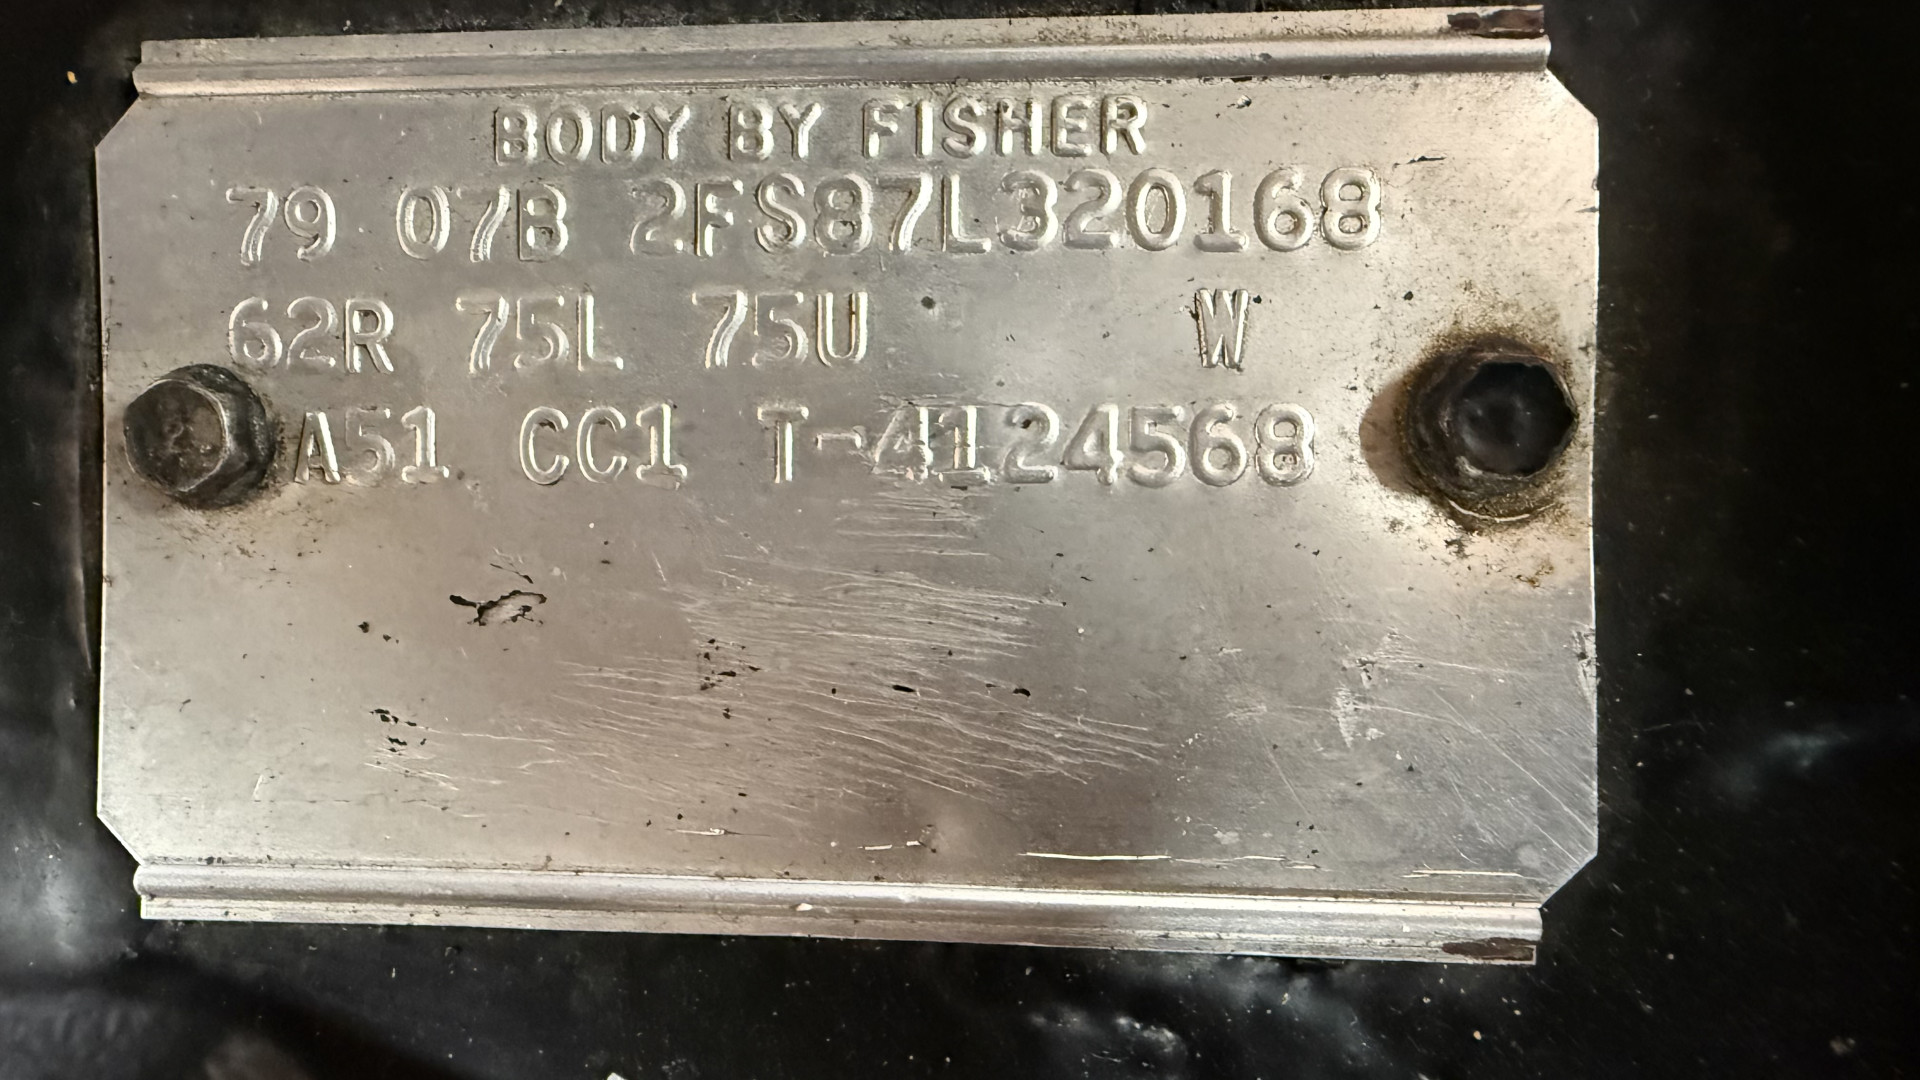 BODY BY FISHER
79 07B 2FS87L320168
62R 75L 75U W
A51 CC1 T-4124568